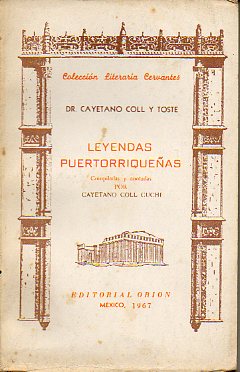 Colección Literaria Cervantes
DR. CAYETANO COLL Y TOSTE
LEYENDAS
PUERTORRIQUEÑAS
Compiladas y anotadas
POR
CAYETANO COLL CUCHI
EDITORIAL ORION
MEXICO, 1967